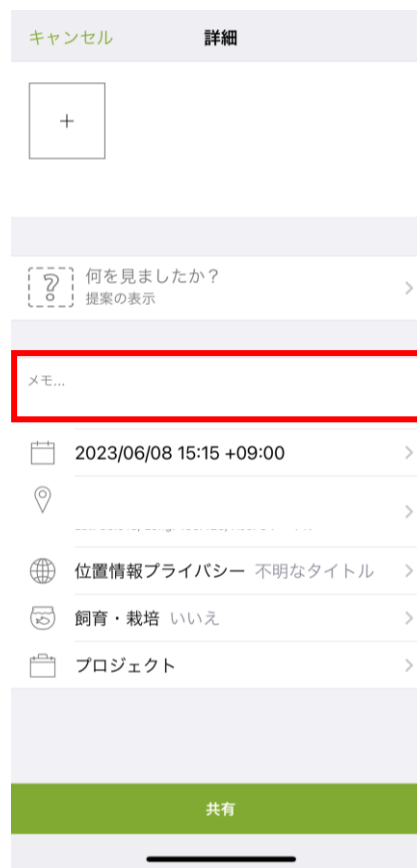 キャンセル 詳細
+
何を見ましたか？
提案の表示
メモ...
2023/06/08 15:15 +09:00
位置情報プライバシー 不明なタイトル
飼育・栽培 いいえ
プロジェクト
共有